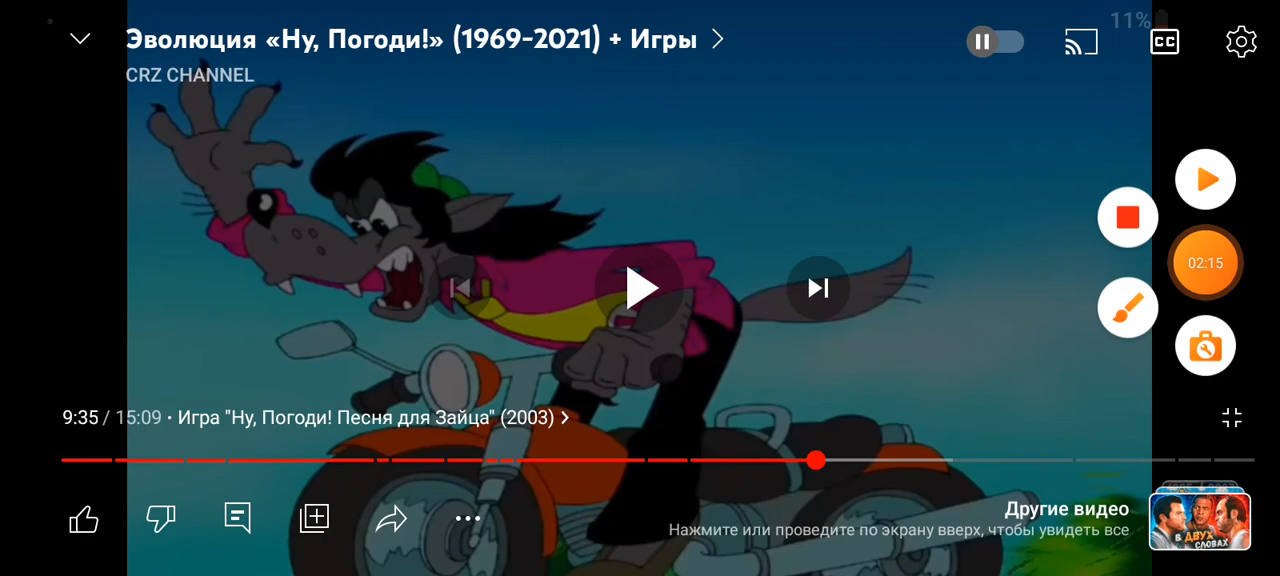 11%
Эволюция «Ну, Погоди!» (1969-2021) + Игры
CC
CRZ CHANNEL
02:15
9:35 / 15:09 • Игра "Ну, Погоди! Песня для Зайца" (2003)
Другие видео
Нажмите или проведите по экрану вверх, чтобы увидеть все
В ДВУХ
СЛОВАХ